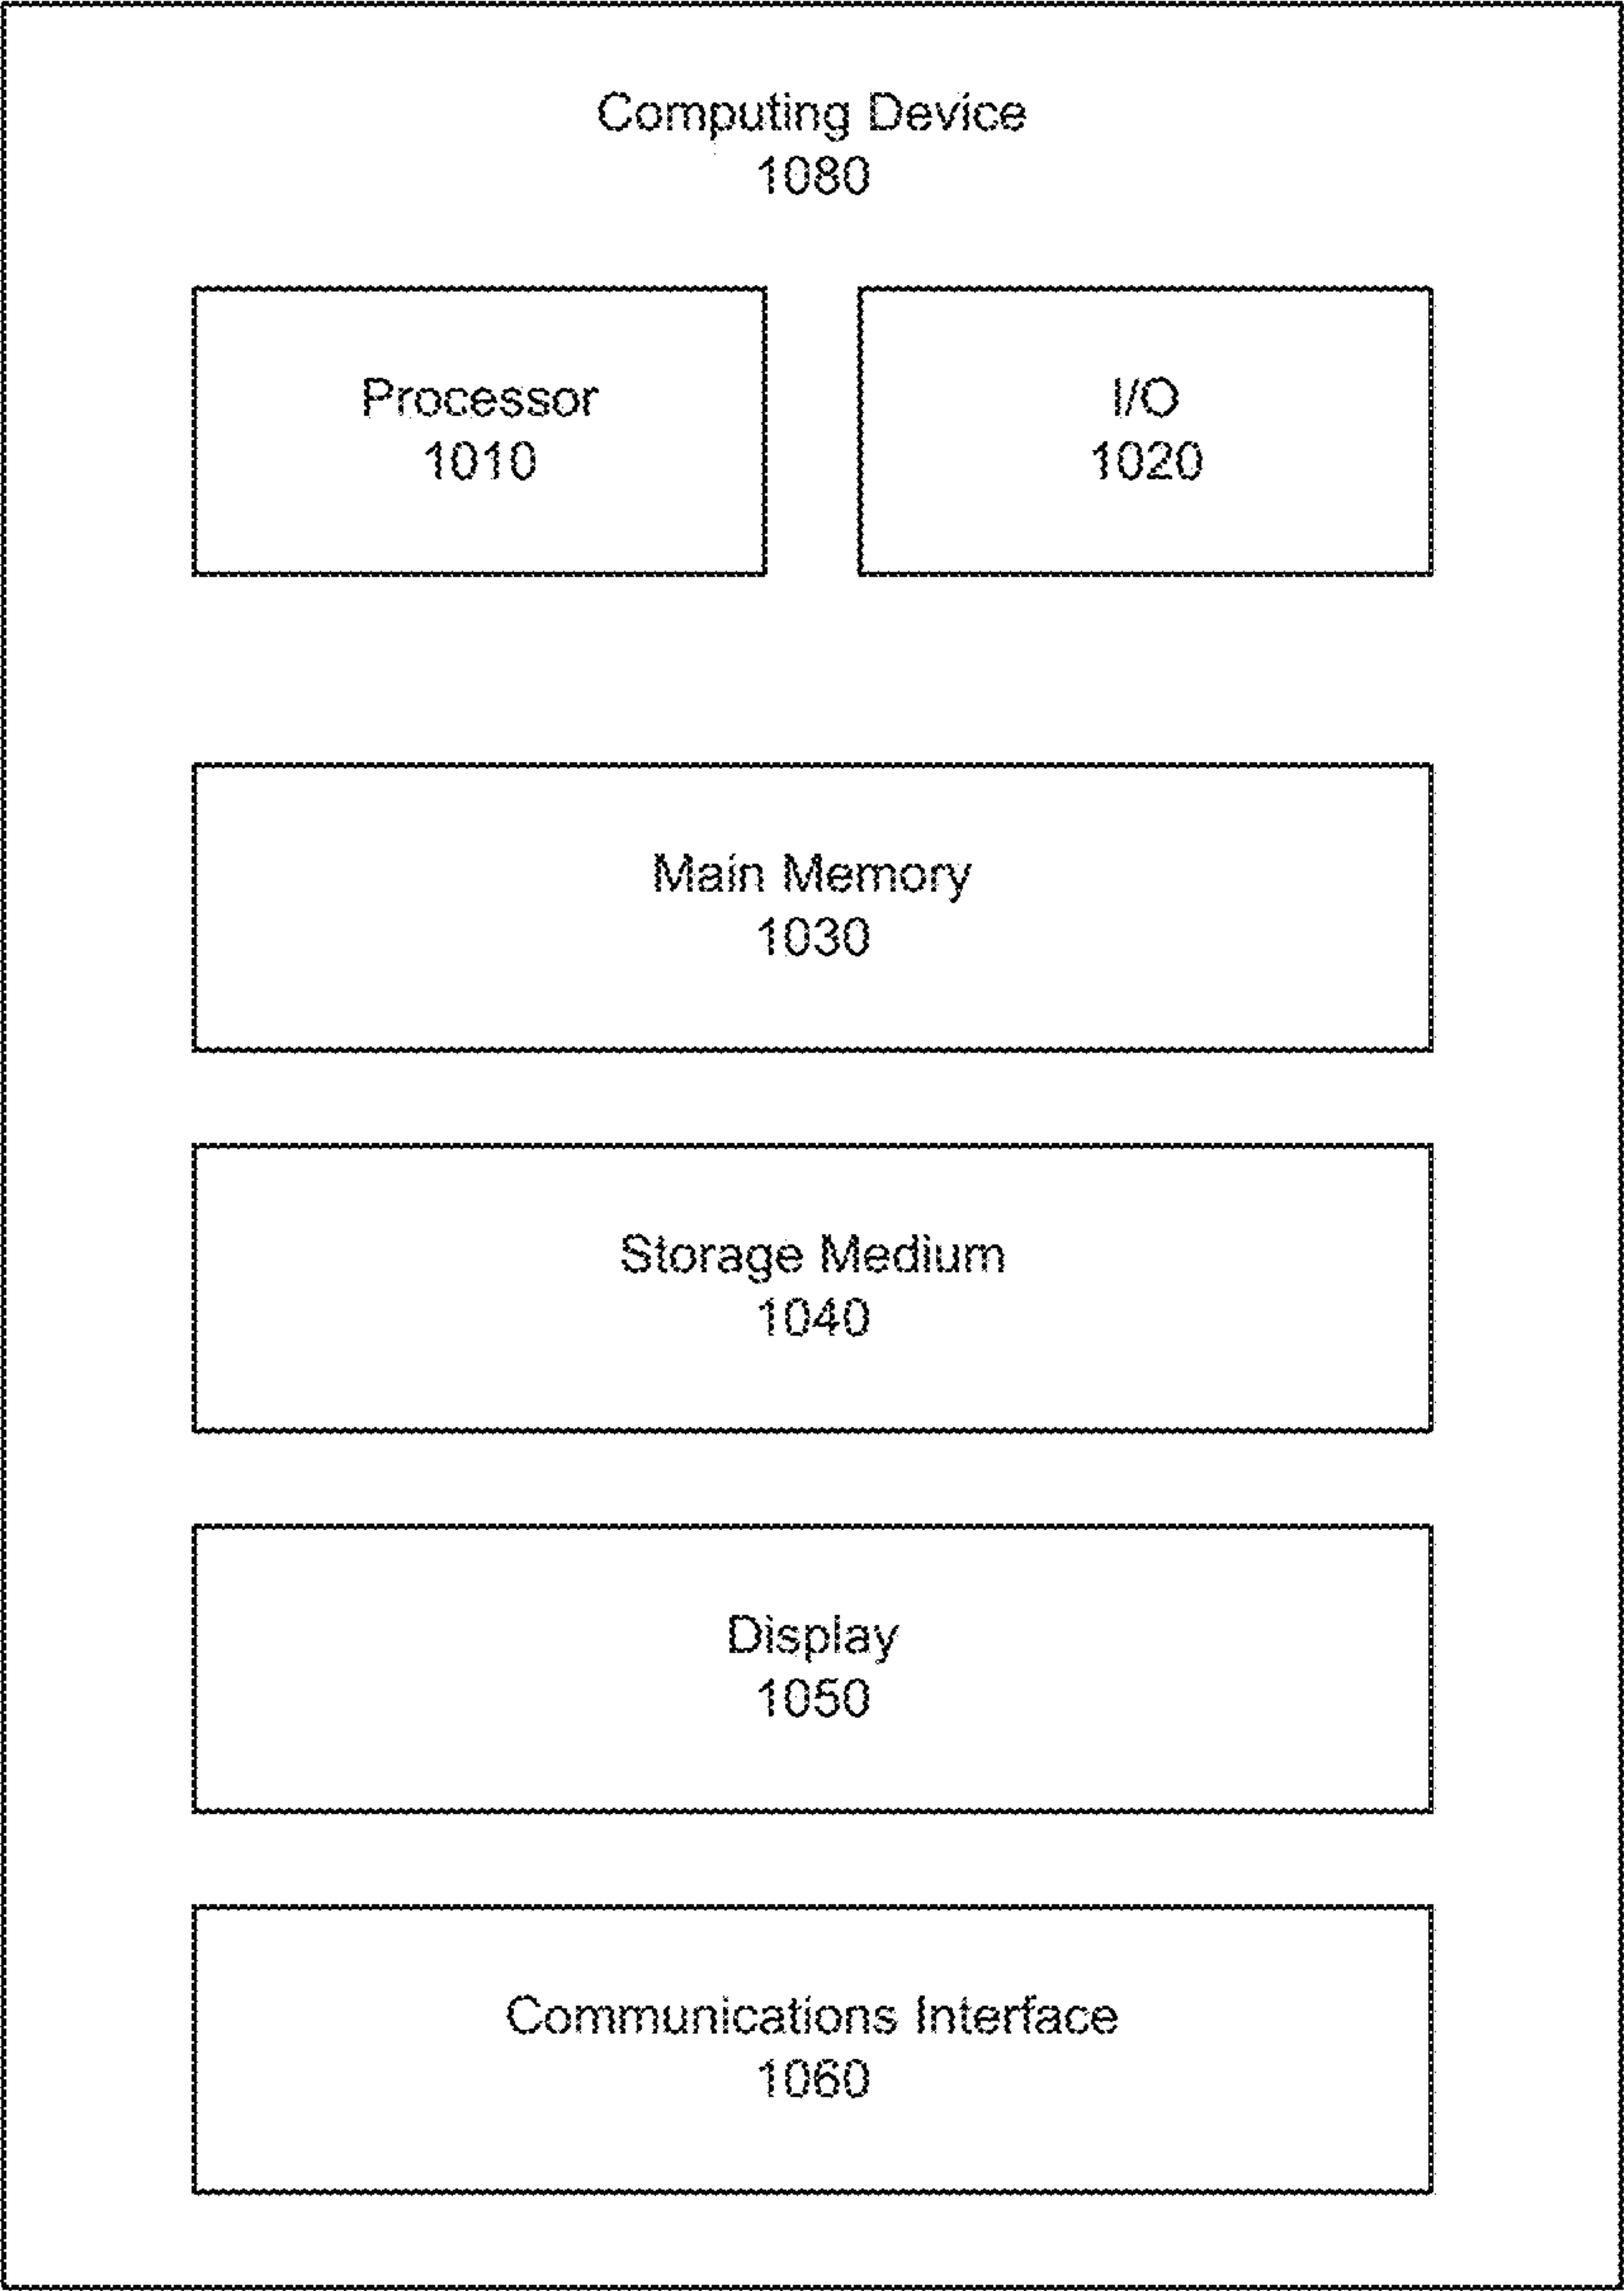 Computing Device
1080
Processor
1010
I/O
1020
Main Memory
1030
Storage Medium
1040
Display
1050
Communications Interface
1060